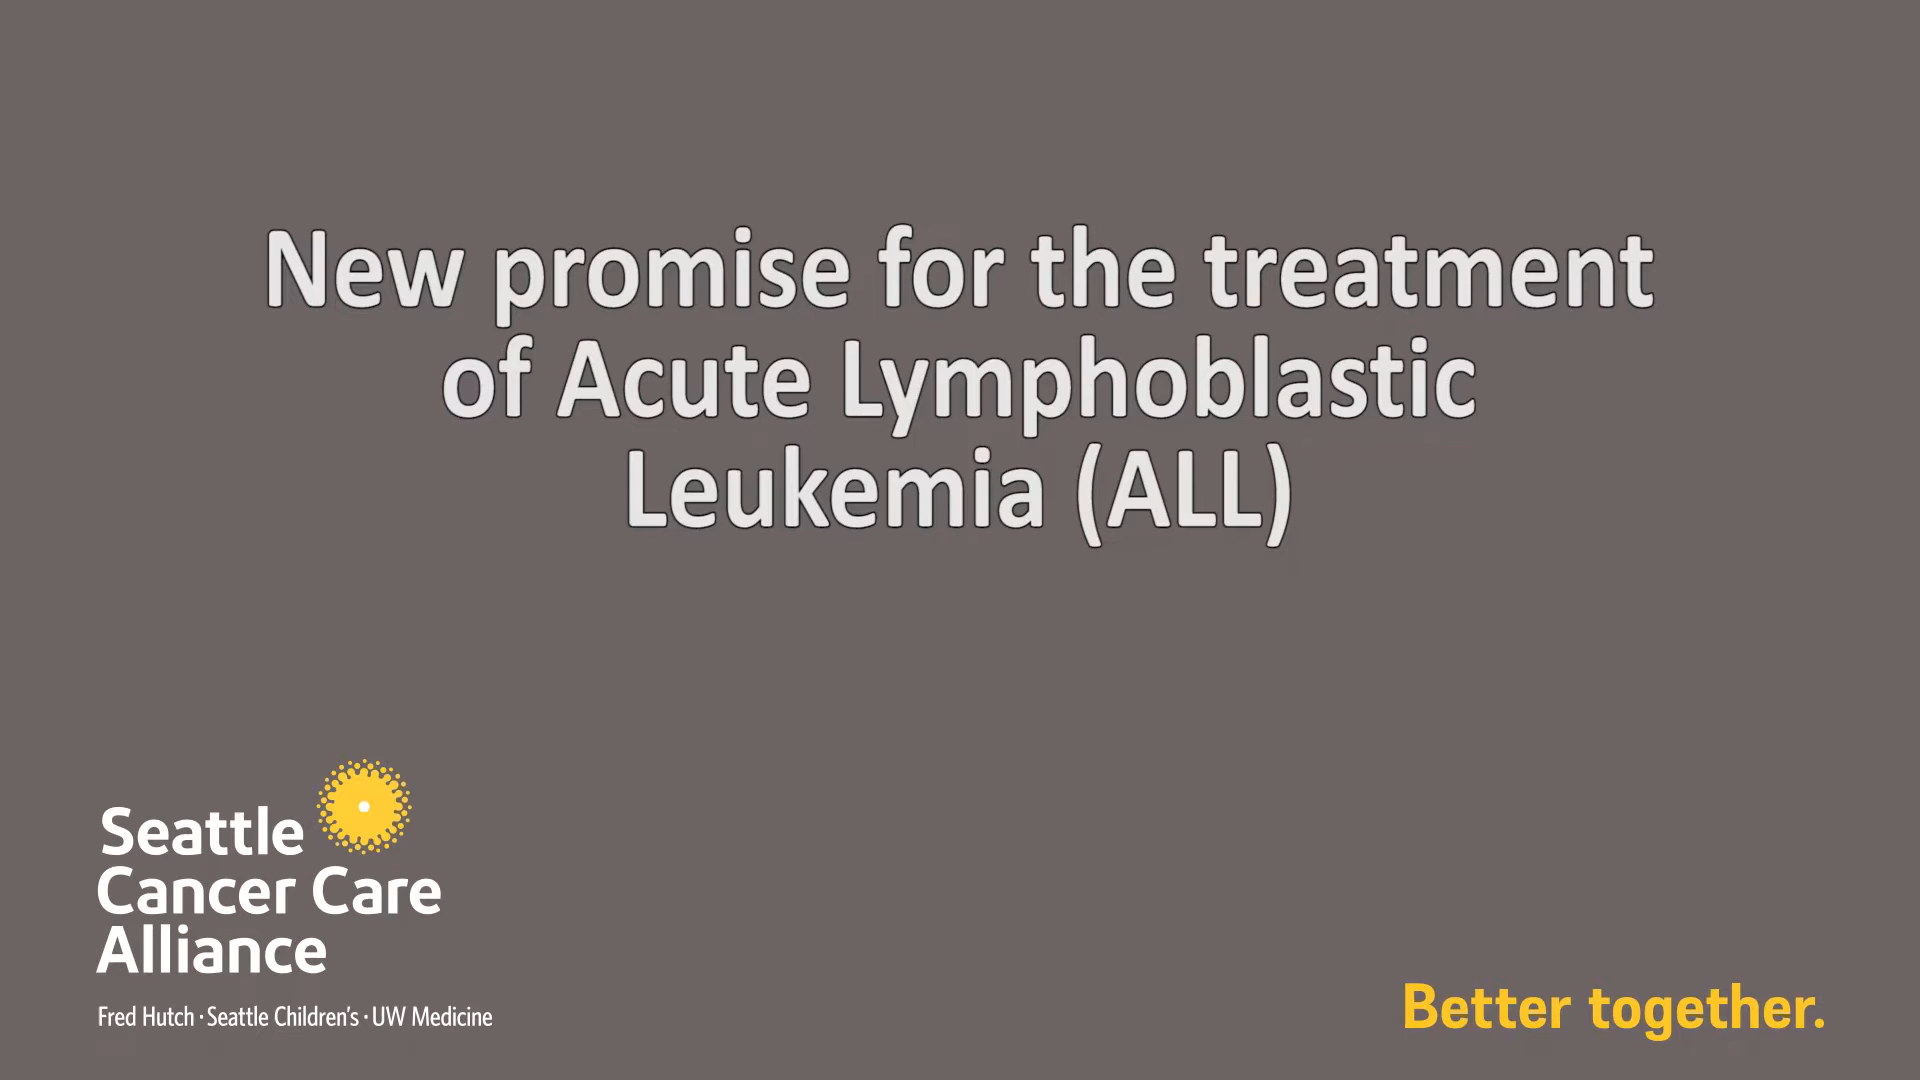 New promise for the treatment
of Acute Lymphoblastic
Leukemia (ALL)
Seattle
Cancer Care
Alliance
Fred Hutch · Seattle Children's · UW Medicine
Better together.